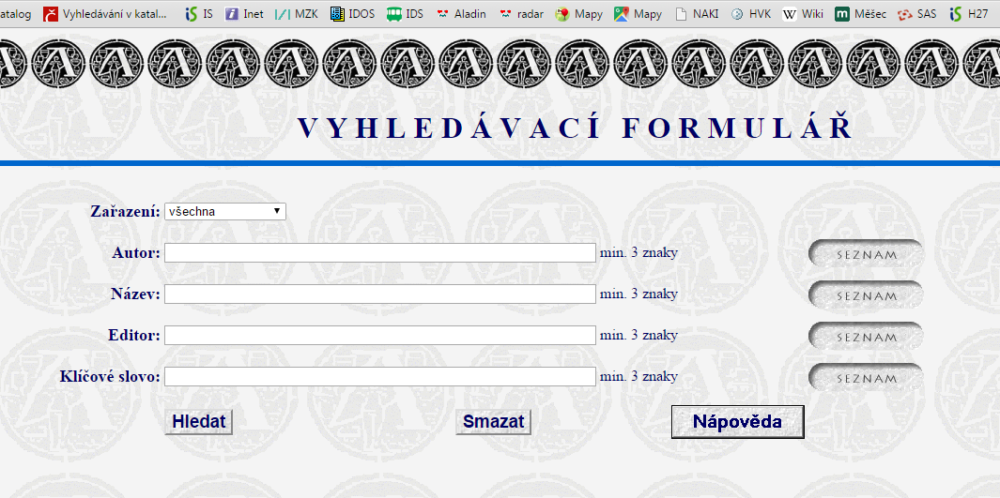 atalog Vyhledávání v katal... IS Inet MZK IDOS IDS Aladin radar Mapy Mapy NAKI HVK Wiki Měšec SAS H27
VYHLEDÁVACÍ FORMULÁŘ
Zařazení: všechna
Autor: min. 3 znaky SEZNAM
Název: min. 3 znaky SEZNAM
Editor: min. 3 znaky SEZNAM
Klíčové slovo: min. 3 znaky SEZNAM
Hledat Smazat Nápověda